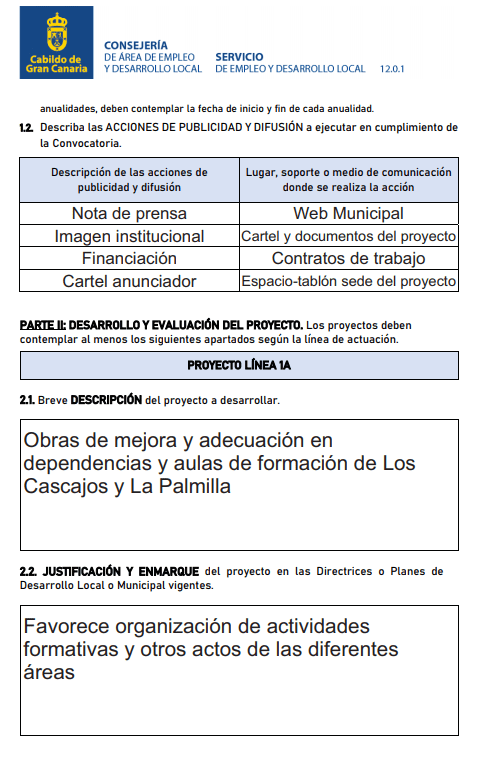 Cabildo de
Gran Canaria
CONSEJERÍA
DE ÁREA DE EMPLEO
Y DESARROLLO LOCAL
SERVICIO
DE EMPLEO Y DESARROLLO LOCAL 12.0.1
anualidades, deben contemplar la fecha de inicio y fin de cada anualidad.
1.2. Describa las ACCIONES DE PUBLICIDAD Y DIFUSIÓN a ejecutar en cumplimiento de
la Convocatoria.
Descripción de las acciones de
publicidad y difusión
Lugar, soporte o medio de comunicación
donde se realiza la acción
Nota de prensa Web Municipal
Imagen institucional Cartel y documentos del proyecto
Financiación Contratos de trabajo
Cartel anunciador Espacio-tablón sede del proyecto
PARTE II: DESARROLLO Y EVALUACIÓN DEL PROYECTO. Los proyectos deben
contemplar al menos los siguientes apartados según la línea de actuación.
PROYECTO LÍNEA 1A
2.1. Breve DESCRIPCIÓN del proyecto a desarrollar.
Obras de mejora y adecuación en
dependencias y aulas de formación de Los
Cascajos y La Palmilla
2.2. JUSTIFICACIÓN Y ENMARQUE del proyecto en las Directrices o Planes de
Desarrollo Local o Municipal vigentes.
Favorece organización de actividades
formativas y otros actos de las diferentes
áreas